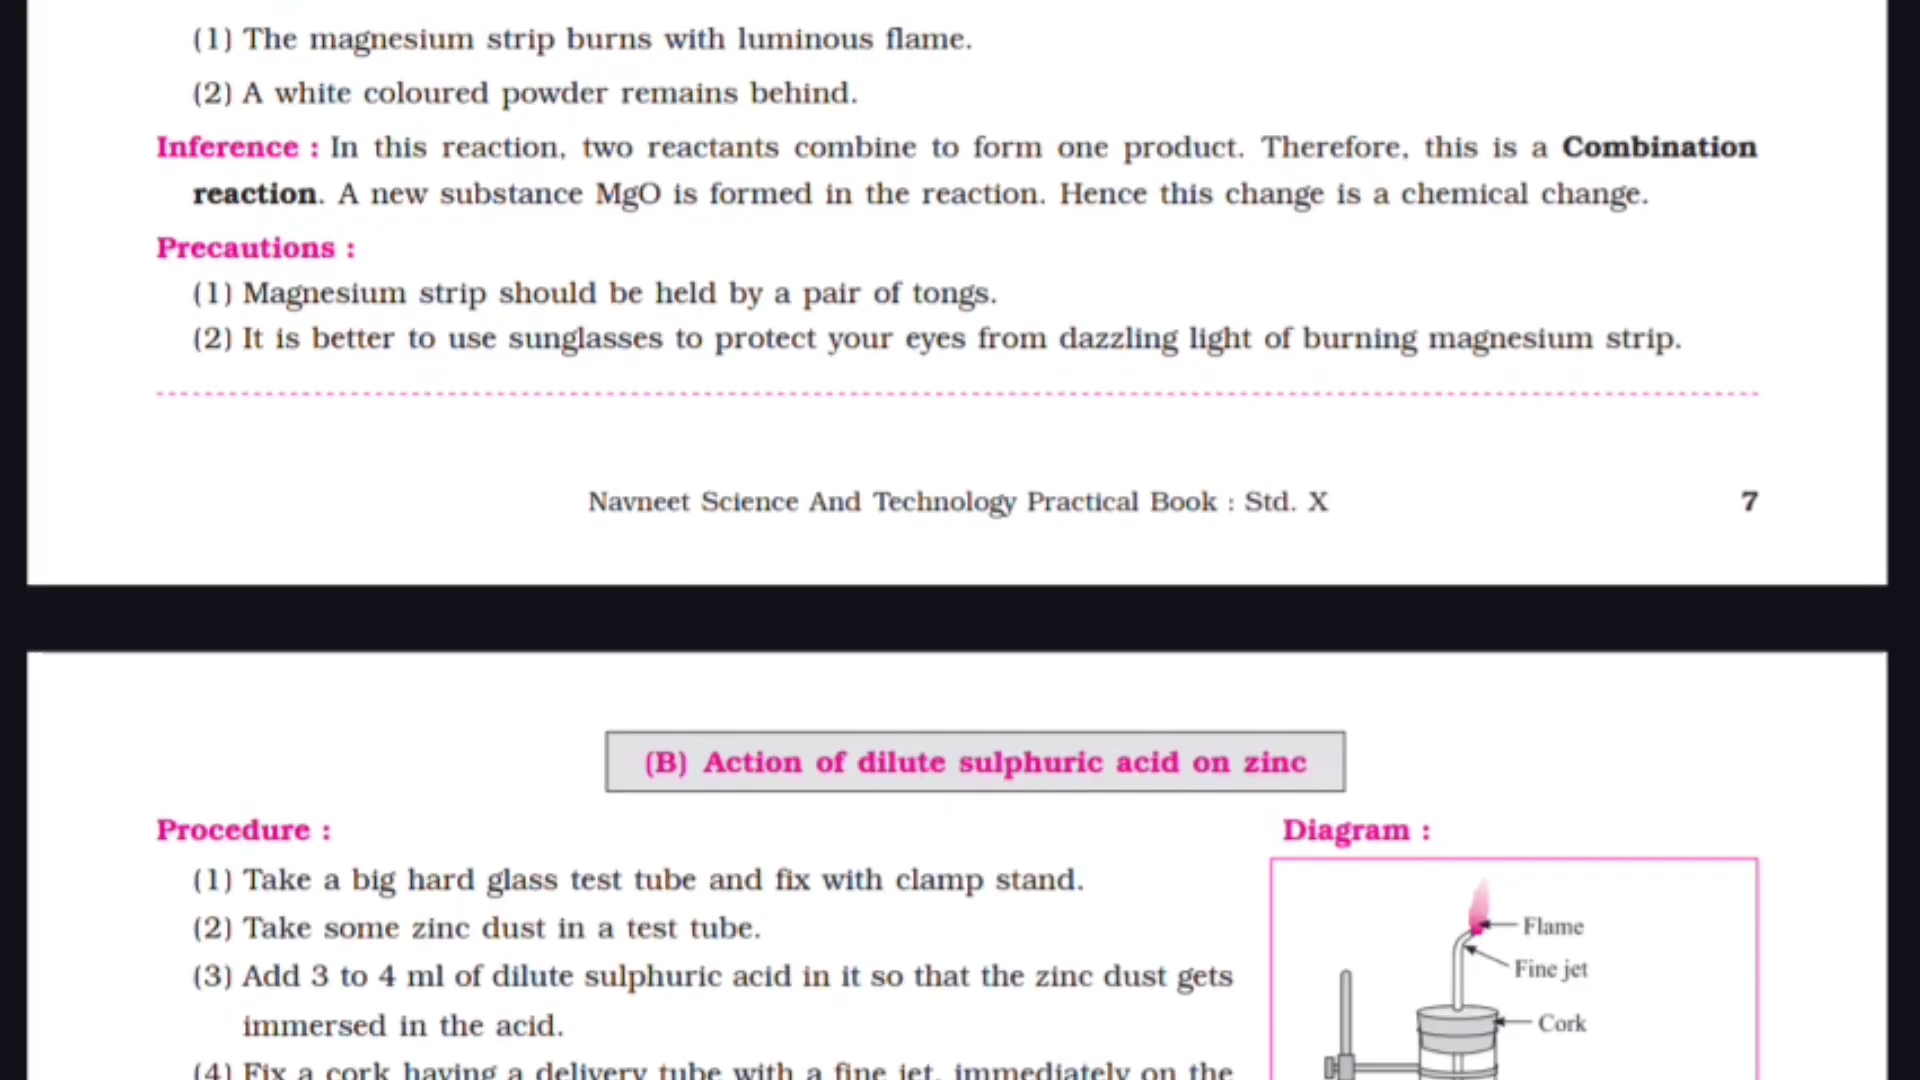 (1) The magnesium strip burns with luminous flame.
(2) A white coloured powder remains behind.
Inference : In this reaction, two reactants combine to form one product. Therefore, this is a Combination
reaction. A new substance MgO is formed in the reaction. Hence this change is a chemical change.
Precautions :
(1) Magnesium strip should be held by a pair of tongs.
(2) It is better to use sunglasses to protect your eyes from dazzling light of burning magnesium strip.
Navneet Science And Technology Practical Book : Std. X
7
(B) Action of dilute sulphuric acid on zinc
Procedure :
(1) Take a big hard glass test tube and fix with clamp stand.
(2) Take some zinc dust in a test tube.
(3) Add 3 to 4 ml of dilute sulphuric acid in it so that the zinc dust gets
immersed in the acid.
(4) Fix a cork having a delivery tube with a fine jet, immediately on the
Diagram :
Flame
Fine jet
Cork